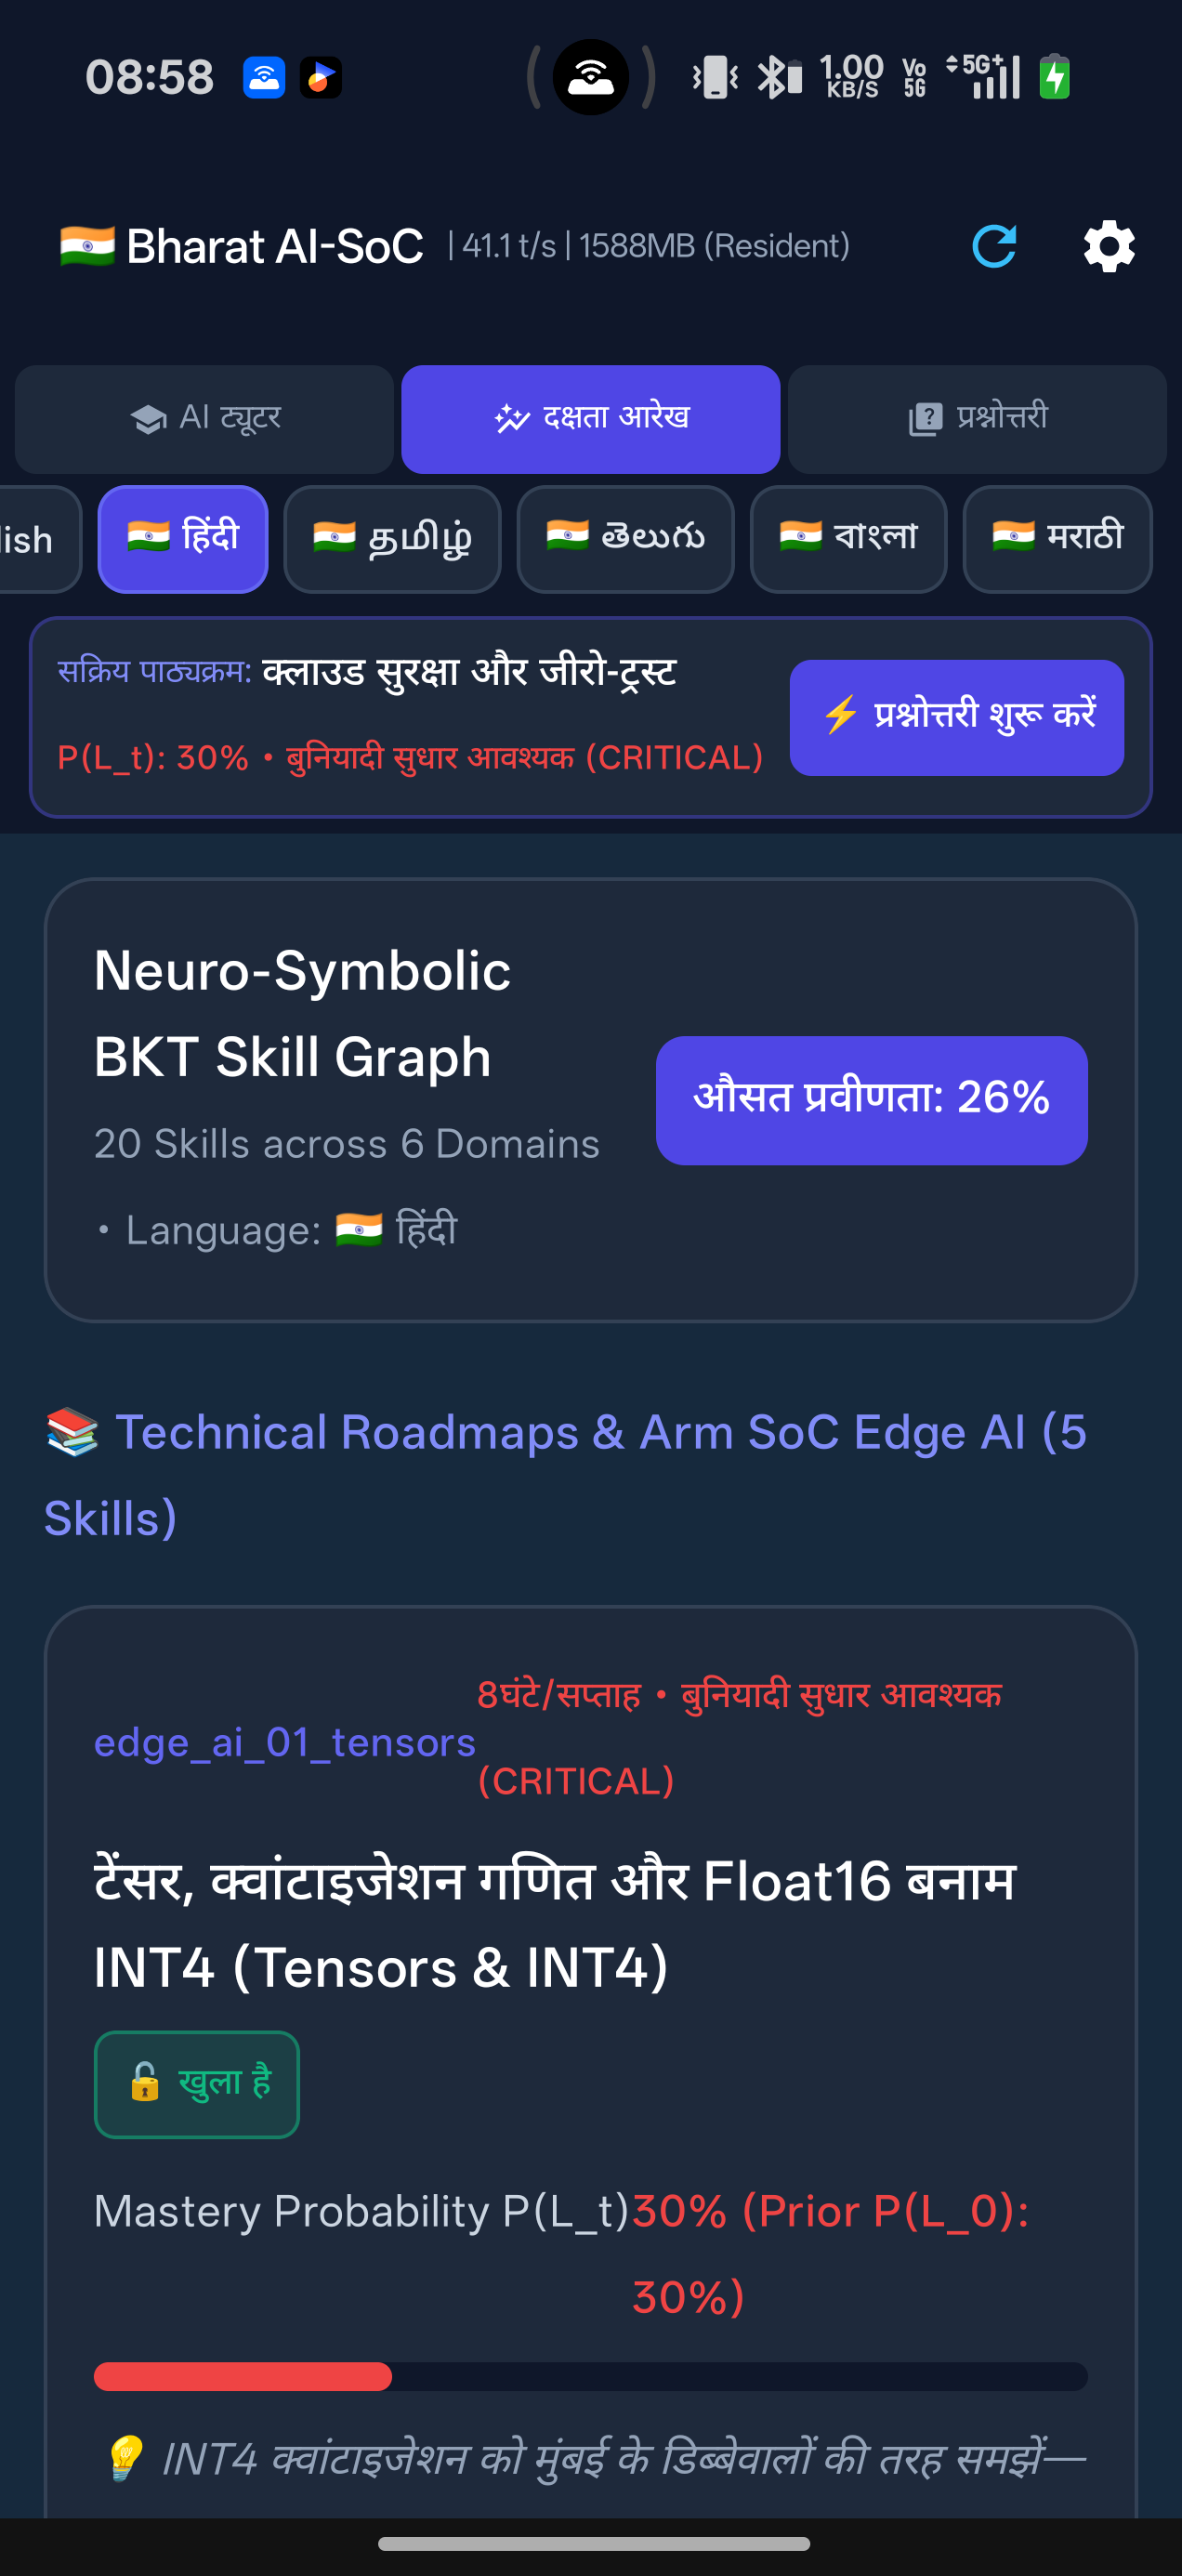 08:58
1.00
KB/S
Vo
5G
5G+
Bharat AI-SoC | 41.1 t/s | 1588MB (Resident)
AI ट्यूटर
दक्षता आरेख
प्रश्नोत्तरी
lish
हिंदी
தமிழ்
తెలుగు
বাংলা
मराठी
सक्रिय पाठ्यक्रम: क्लाउड सुरक्षा और जीरो-ट्रस्ट
P(L_t): 30% • बुनियादी सुधार आवश्यक (CRITICAL)
⚡ प्रश्नोत्तरी शुरू करें
Neuro-Symbolic
BKT Skill Graph
20 Skills across 6 Domains
• Language: 🇮🇳 हिंदी
औसत प्रवीणता: 26%
📚 Technical Roadmaps & Arm SoC Edge AI (5
Skills)
edge_ai_01_tensors
8घंटे/सप्ताह • बुनियादी सुधार आवश्यक
(CRITICAL)
टेंसर, क्वांटाइजेशन गणित और Float16 बनाम
INT4 (Tensors & INT4)
🔓 खुला है
Mastery Probability P(L_t)
30% (Prior P(L_0):
30%)
💡 INT4 क्वांटाइजेशन को मुंबई के डिब्बेवालों की तरह समझें—